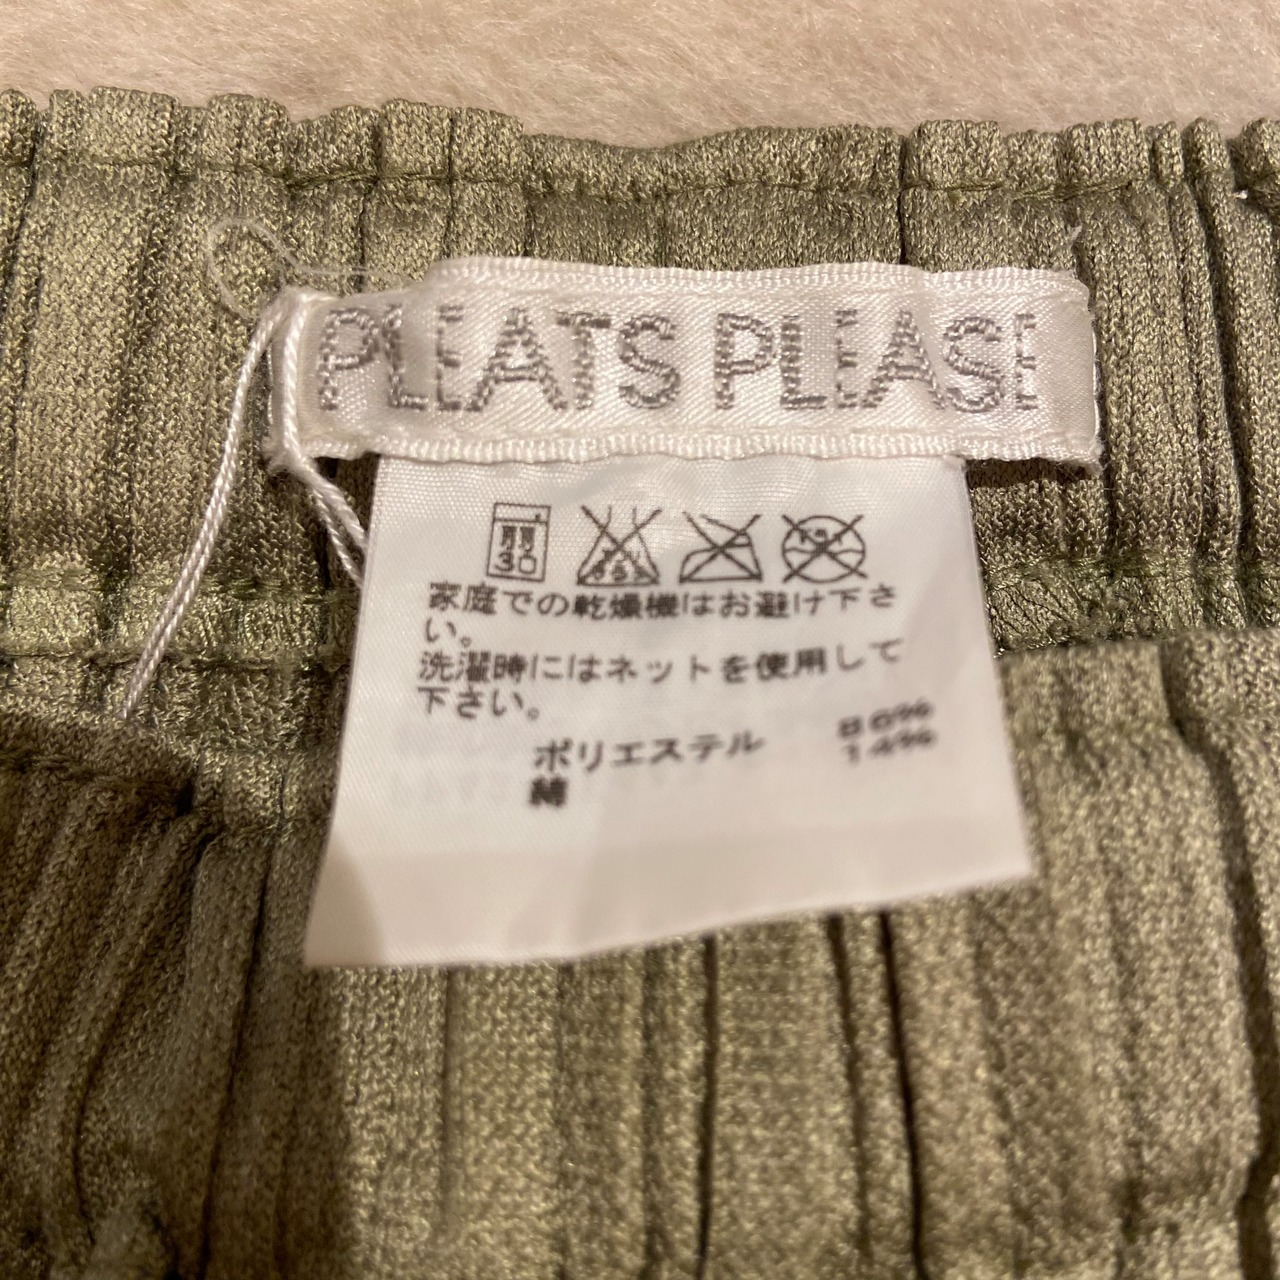 PLEATS PLEASE
家庭での乾燥機はお避け下さ
い。
洗濯時にはネットを使用して
下さい。
ポリエステル 86%
綿 14%